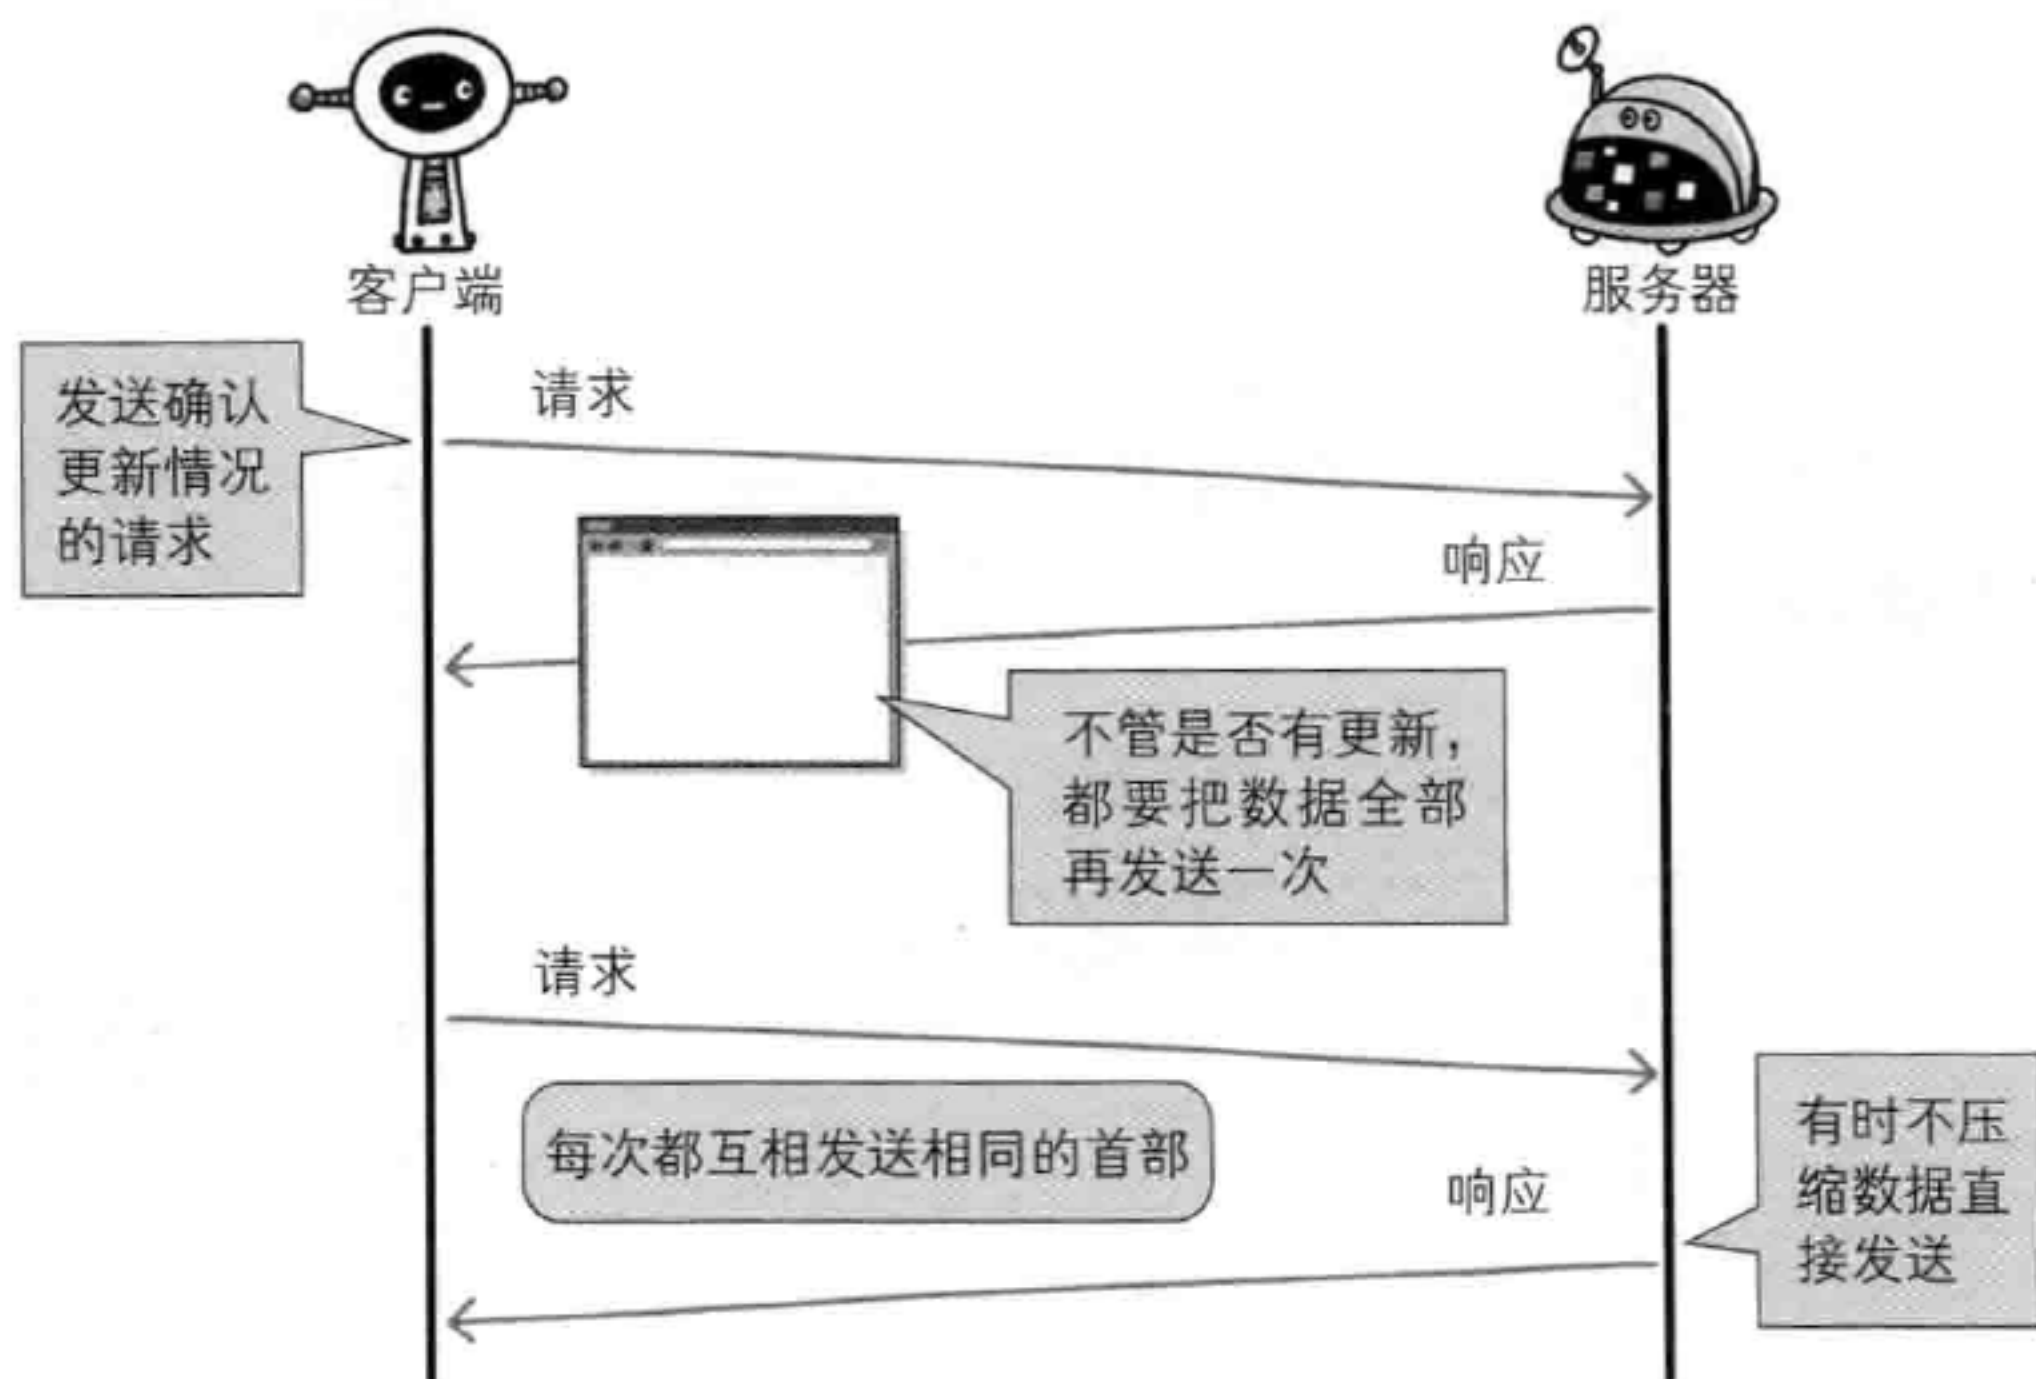 客户端
服务器
发送确认
更新情况
的请求
请求
响应
不管是否有更新，
都要把数据全部
再发送一次
请求
每次都互相发送相同的首部
响应
有时不压
缩数据直
接发送